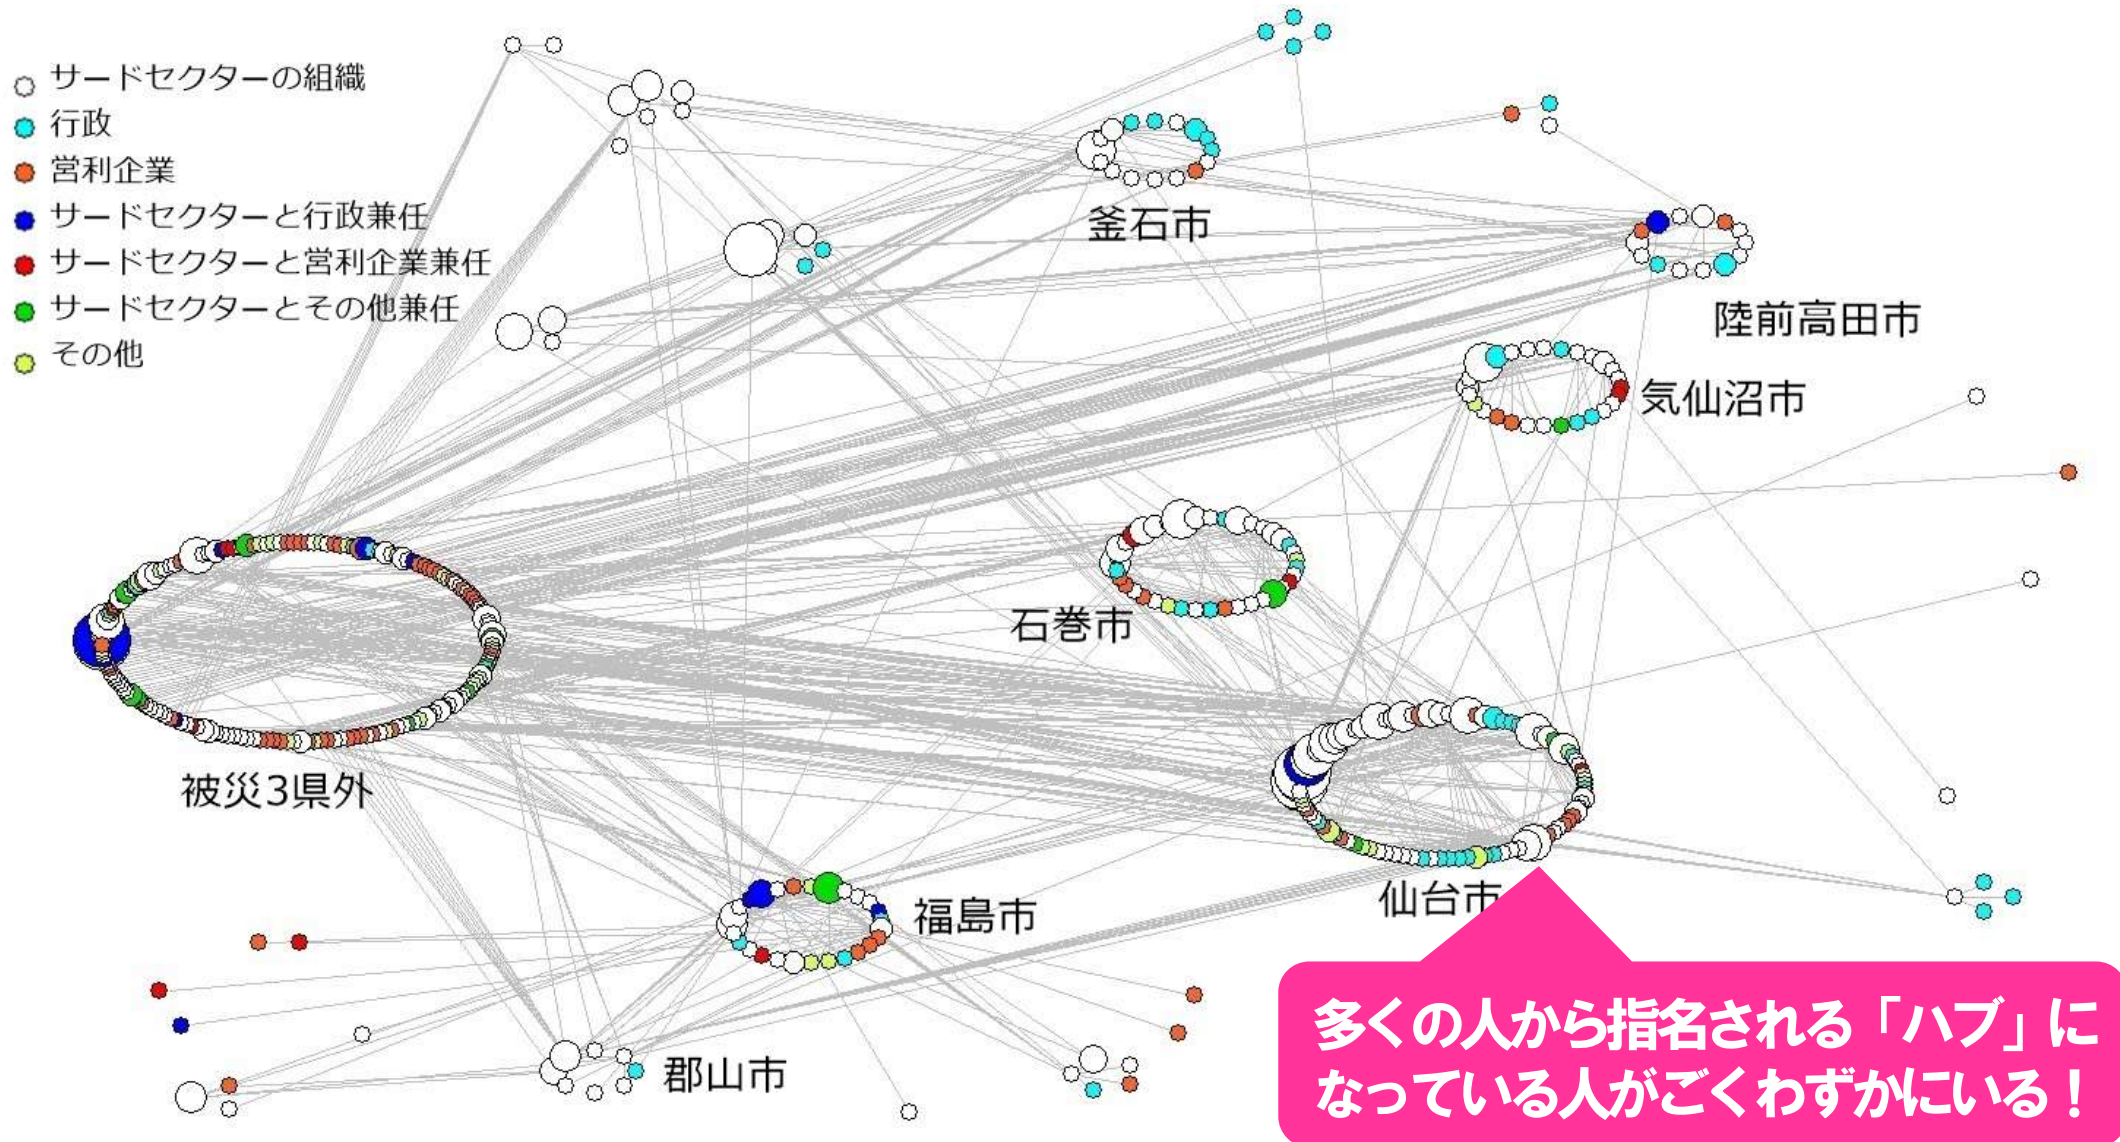 サードセクターの組織
行政
営利企業
サードセクターと行政兼任
サードセクターと営利企業兼任
サードセクターとその他兼任
その他
釜石市
陸前高田市
気仙沼市
石巻市
被災3県外
仙台市
福島市
郡山市
多くの人から指名される「ハブ」に
なっている人がごくわずかにいる！